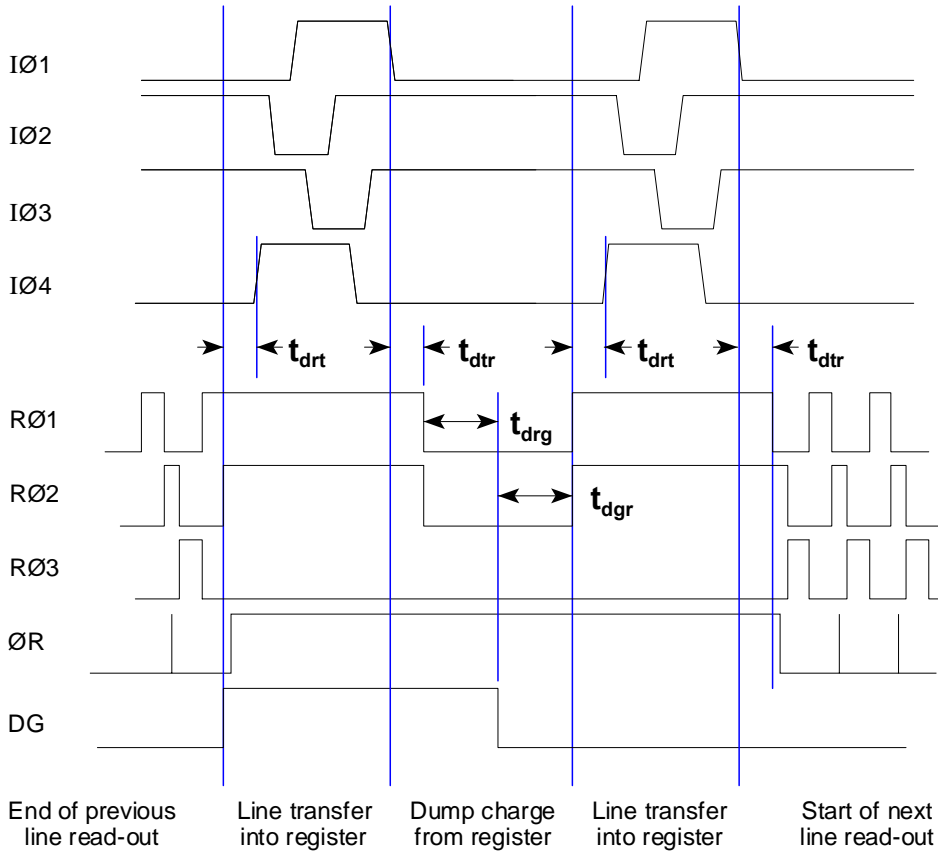 IØ1
IØ2
IØ3
IØ4
tdrt
tdtr
tdrt
tdtr
RØ1
tdrg
RØ2
tdgr
RØ3
ØR
DG
End of previous
line read-out
Line transfer
into register
Dump charge
from register
Line transfer
into register
Start of next
line read-out